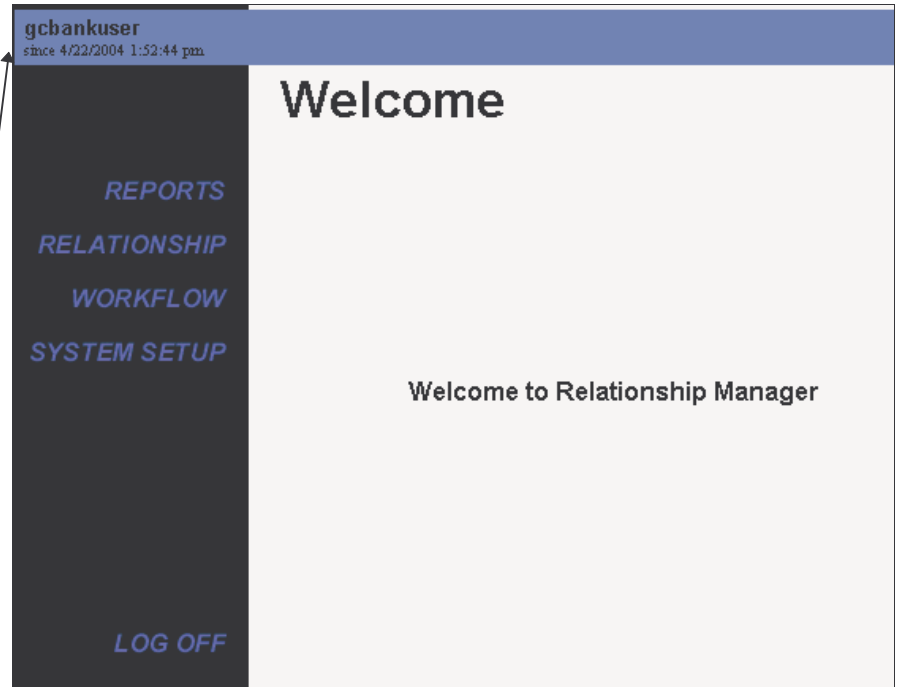 gcbankuser
since 4/22/2004 1:52:44 pm
Welcome
REPORTS
RELATIONSHIP
WORKFLOW
SYSTEM SETUP
Welcome to Relationship Manager
LOG OFF